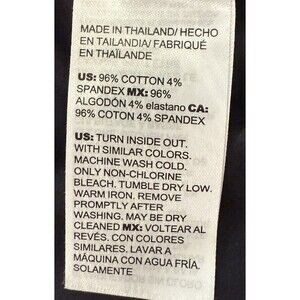 MADE IN THAILAND/ HECHO
EN TAILANDIA/ FABRIQUÉ
EN THAÏLANDE
US: 96% COTTON 4%
SPANDEX MX: 96%
ALGODÓN 4% elastano CA:
96% COTON 4% SPANDEX
US: TURN INSIDE OUT.
WITH SIMILAR COLORS.
MACHINE WASH COLD.
ONLY NON-CHLORINE
BLEACH. TUMBLE DRY LOW.
WARM IRON. REMOVE
PROMPTLY AFTER
WASHING. MAY BE DRY
CLEANED MX: VOLTEAR AL
REVÉS. CON COLORES
SIMILARES. LAVAR A
MÁQUINA CON AGUA FRÍA.
SOLAMENTE